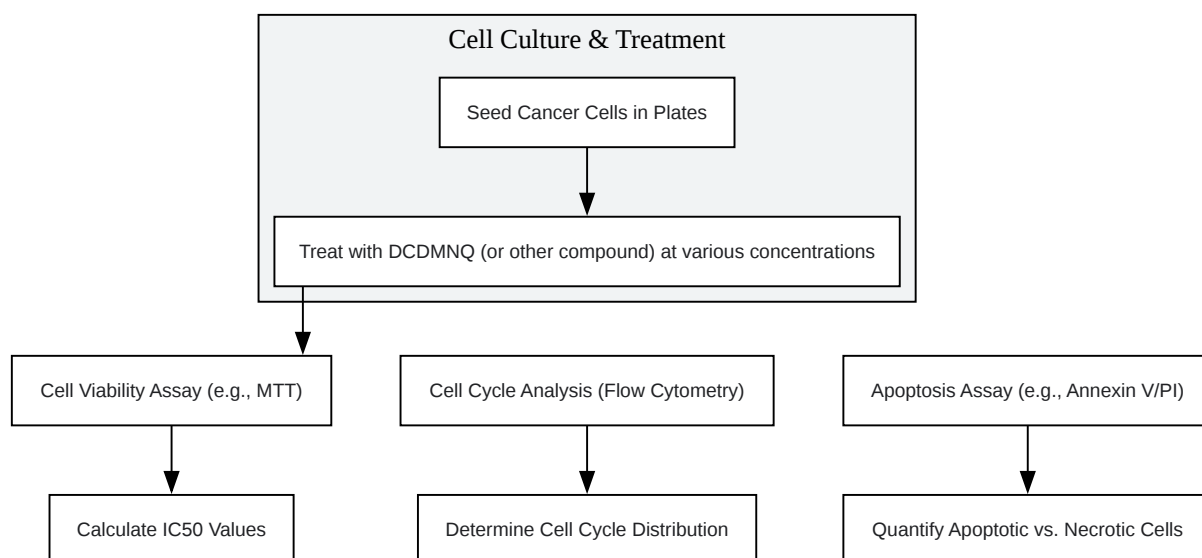 Cell Culture & Treatment
Seed Cancer Cells in Plates
Treat with DCDMNQ (or other compound) at various concentrations
Cell Viability Assay (e.g., MTT)
Cell Cycle Analysis (Flow Cytometry)
Apoptosis Assay (e.g., Annexin V/PI)
Calculate IC50 Values
Determine Cell Cycle Distribution
Quantify Apoptotic vs. Necrotic Cells